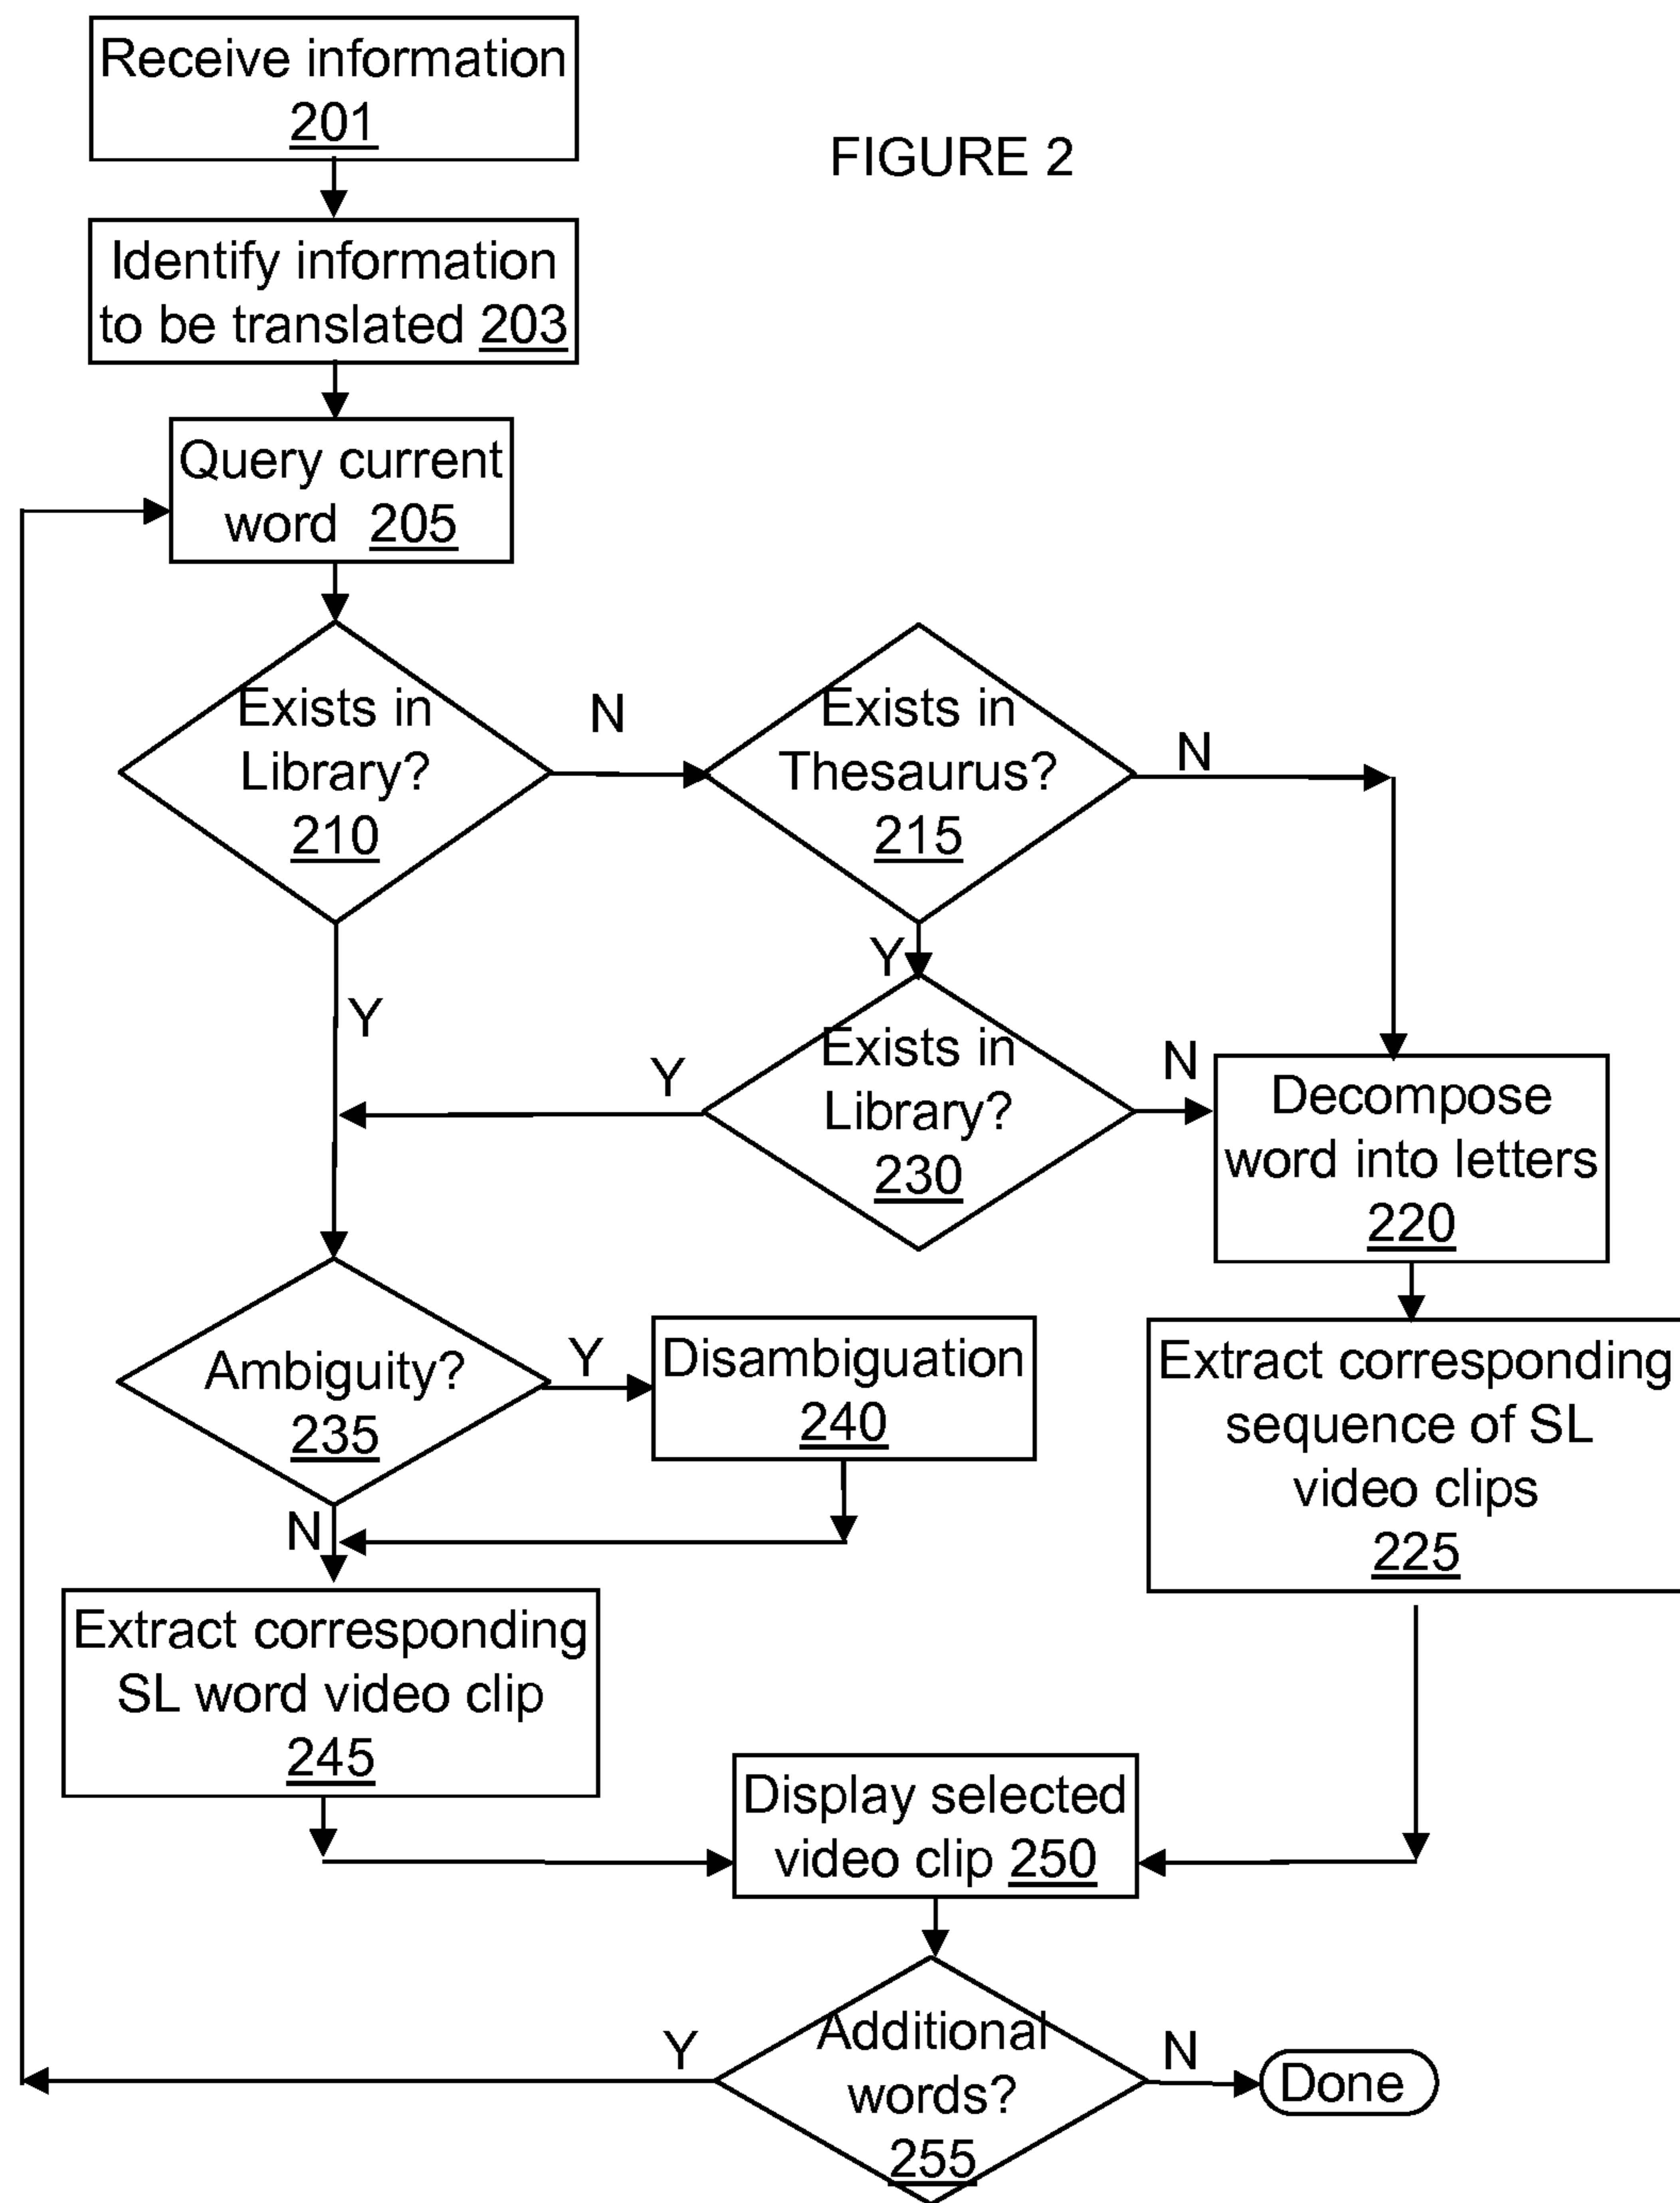 Receive information
201
FIGURE 2
Identify information
to be translated 203
Query current
word 205
Exists in
Library?
210
N
Exists in
Thesaurus?
215
N
Y
Y
Exists in
Library?
230
Y
N
Decompose
word into letters
220
Ambiguity?
235
Y
N
Disambiguation
240
Extract corresponding
sequence of SL
video clips
225
Extract corresponding
SL word video clip
245
Display selected
video clip 250
Additional
words?
255
Y
N
Done